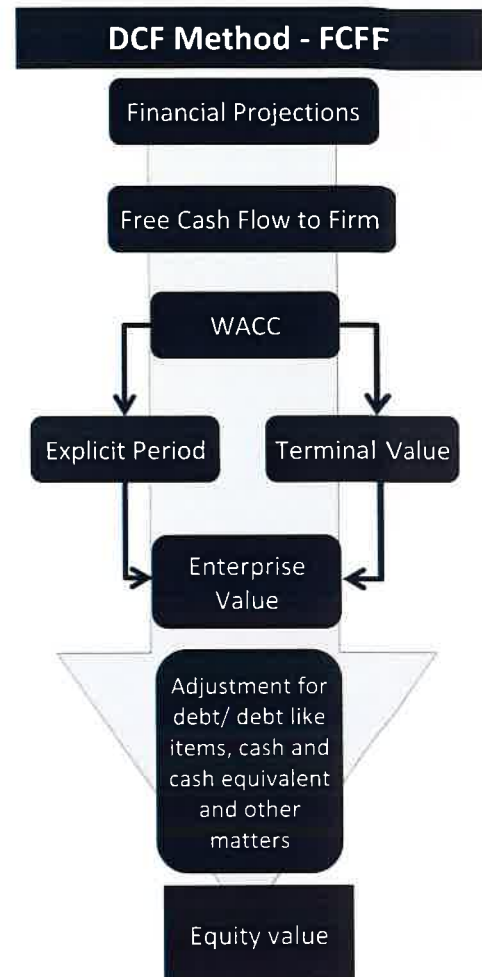 DCF Method - FCFF
Financial Projections
Free Cash Flow to Firm
WACC
Explicit Period
Terminal Value
Enterprise
Value
Adjustment for
debt/ debt like
items, cash and
cash equivalent
and other
matters
Equity value